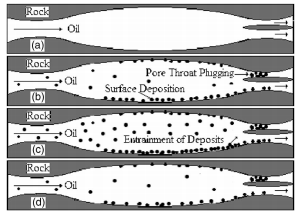 Rock
Oil
(a)
Rock
Pore Throat Plugging
Oil
Surface Deposition
(b)
Rock
Oil
Entrainment of Deposits
(c)
Rock
Oil
(d)